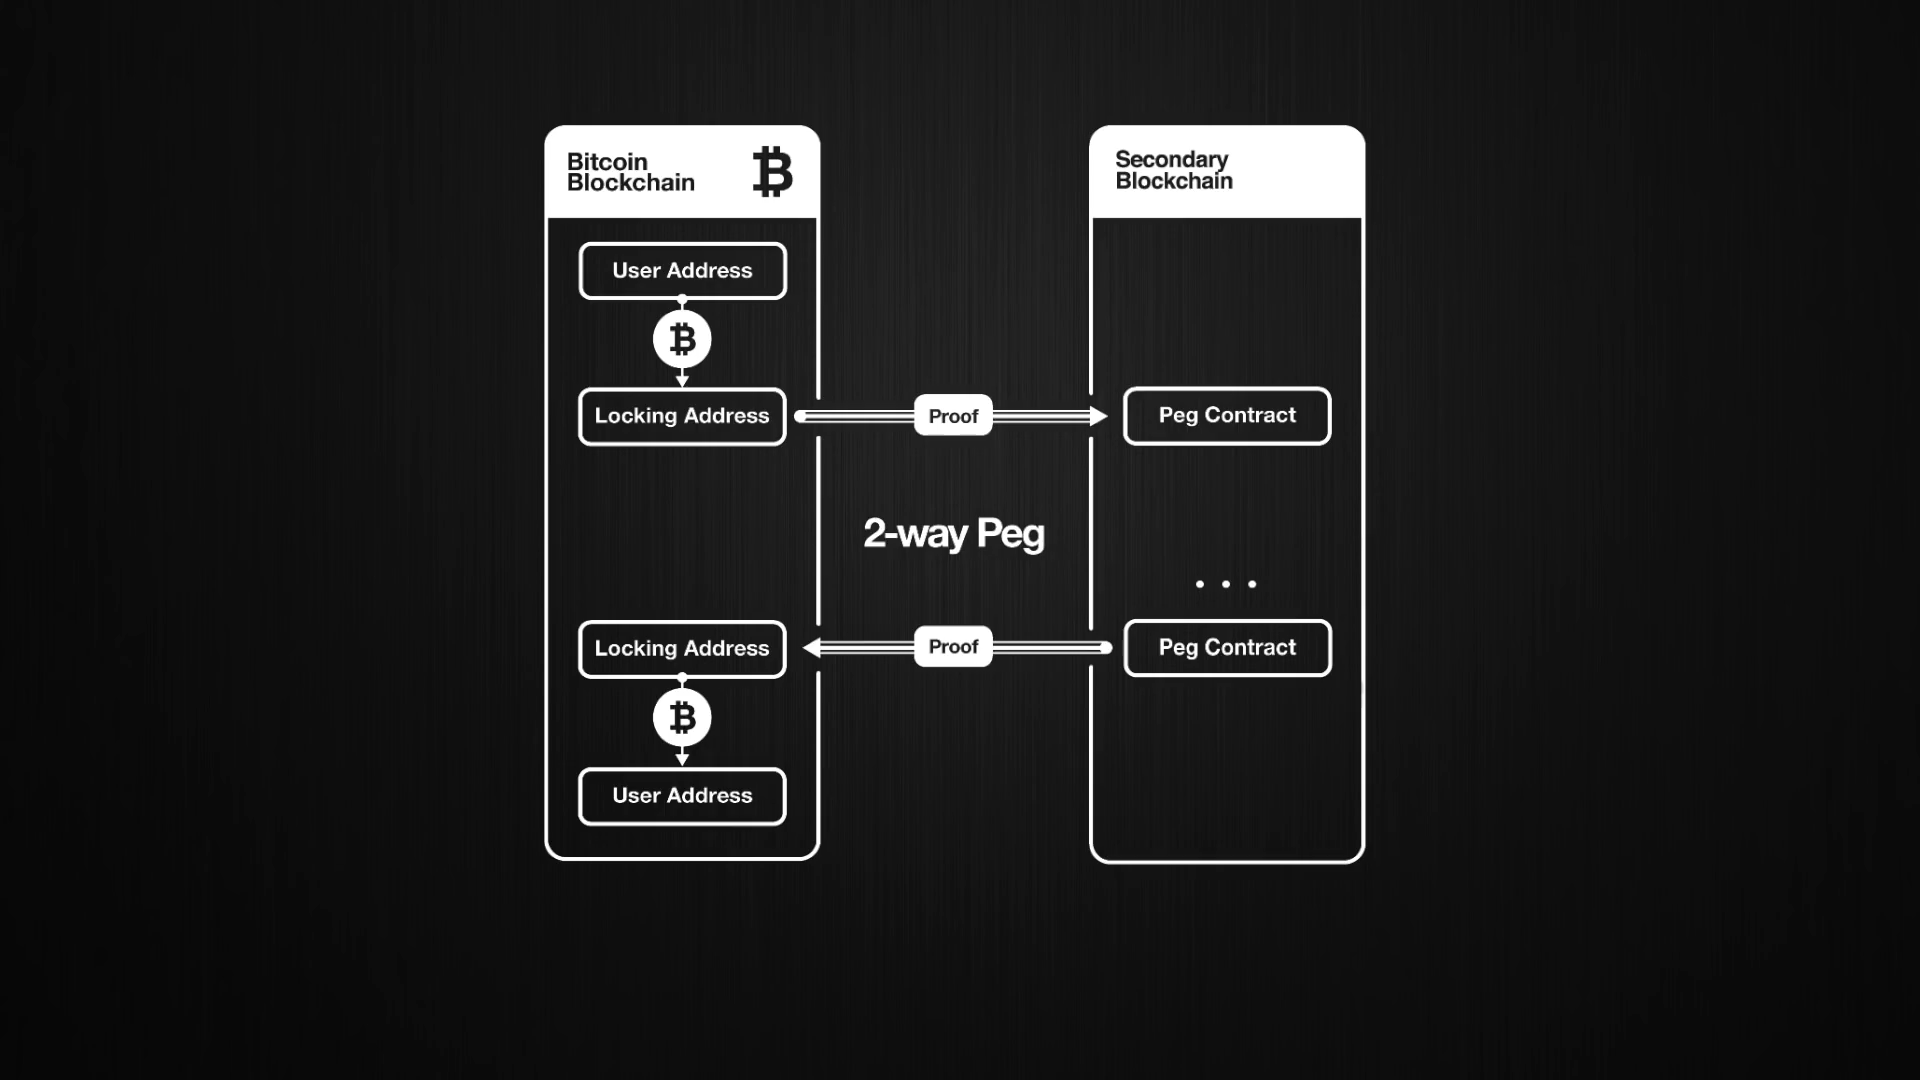 Bitcoin
Blockchain
Secondary
Blockchain
User Address
Locking Address
Proof
Peg Contract
2-way Peg
. . .
Locking Address
Proof
Peg Contract
User Address